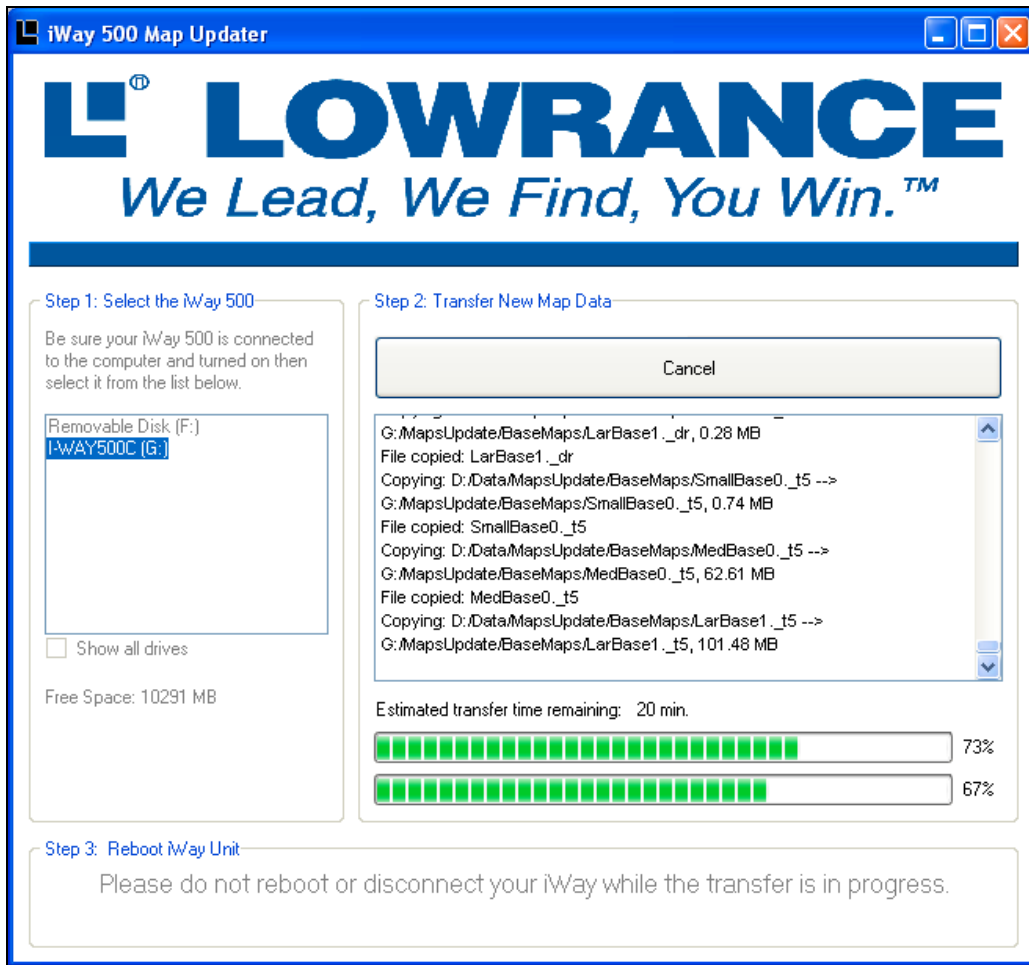 iWay 500 Map Updater
LOWRANCE
We Lead, We Find, You Win.™
Step 1: Select the iWay 500
Be sure your iWay 500 is connected
to the computer and turned on then
select it from the list below.
Removable Disk (F:)
I-WAY500C (G:)
Show all drives
Free Space: 10291 MB
Step 2: Transfer New Map Data
Cancel
G:/MapsUpdate/BaseMaps/LarBase1._dr, 0.28 MB
File copied: LarBase1._dr
Copying: D:/Data/MapsUpdate/BaseMaps/SmallBase0._t5 -->
G:/MapsUpdate/BaseMaps/SmallBase0._t5, 0.74 MB
File copied: SmallBase0._t5
Copying: D:/Data/MapsUpdate/BaseMaps/MedBase0._t5 -->
G:/MapsUpdate/BaseMaps/MedBase0._t5, 62.61 MB
File copied: MedBase0._t5
Copying: D:/Data/MapsUpdate/BaseMaps/LarBase1._t5 -->
G:/MapsUpdate/BaseMaps/LarBase1._t5, 101.48 MB
Estimated transfer time remaining: 20 min.
73%
67%
Step 3: Reboot iWay Unit
Please do not reboot or disconnect your iWay while the transfer is in progress.